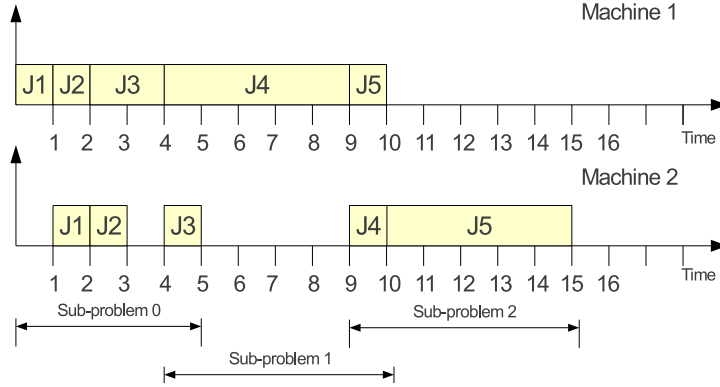 Machine 1
J1 J2 J3 J4 J5
1 2 3 4 5 6 7 8 9 10 11 12 13 14 15 16 Time
Machine 2
J1 J2 J3 J4 J5
1 2 3 4 5 6 7 8 9 10 11 12 13 14 15 16 Time
Sub-problem 0 Sub-problem 2
Sub-problem 1